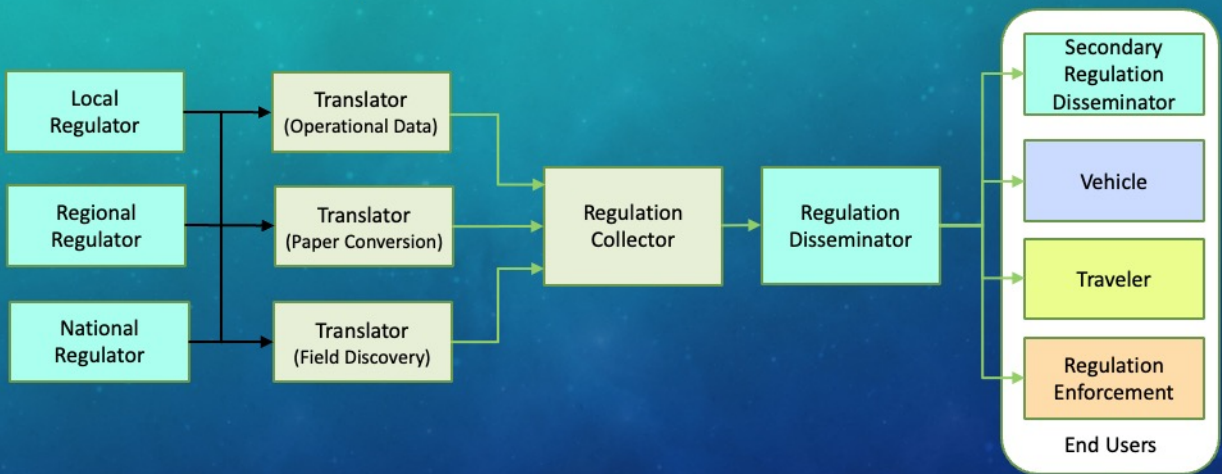 Local
Regulator
Regional
Regulator
National
Regulator
Translator
(Operational Data)
Translator
(Paper Conversion)
Translator
(Field Discovery)
Regulation
Collector
Regulation
Disseminator
Secondary
Regulation
Disseminator
Vehicle
Traveler
Regulation
Enforcement
End Users